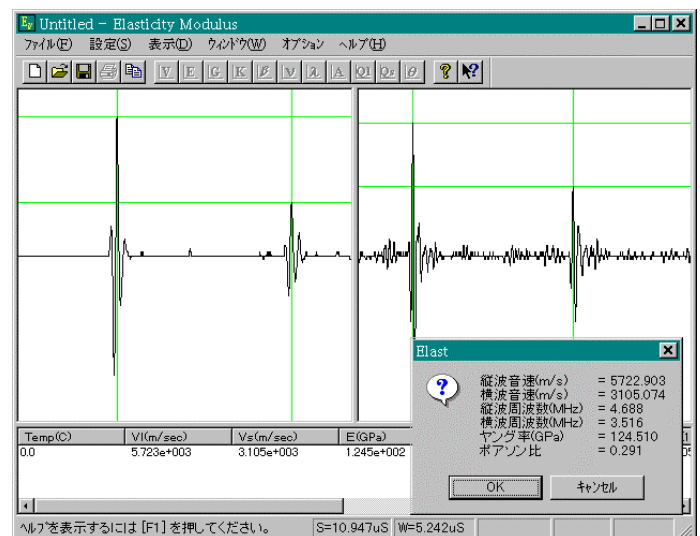 Untitled - Elasticity Modulus
ファイル(F) 設定(S) 表示(D) ウィンドウ(W) オプション ヘルプ(H)
V E G K β ν λ A Q1 Qs θ
Elast
縦波音速(m/s) = 5722.903
横波音速(m/s) = 3105.074
縦波周波数(MHz) = 4.688
横波周波数(MHz) = 3.516
ヤング率(GPa) = 124.510
ポアソン比 = 0.291
OK キャンセル
Temp(C) Vl(m/sec) Vs(m/sec) E(GPa)
0.0 5.723e+003 3.105e+003 1.245e+002
ヘルプを表示するには [F1] を押してください。 S=10.947uS W=5.242uS